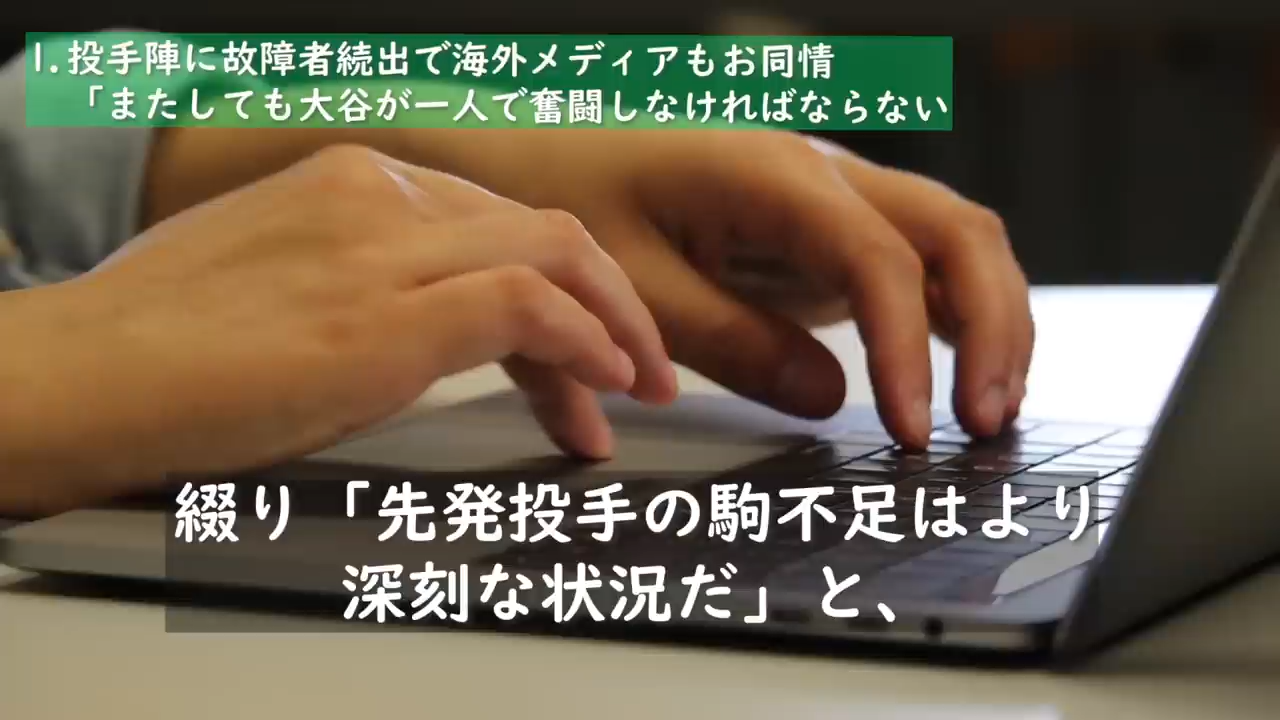 1. 投手陣に故障者続出で海外メディアもお同情
「またしても大谷が一人で奮闘しなければならない
綴り「先発投手の駒不足はより
深刻な状況だ」と、